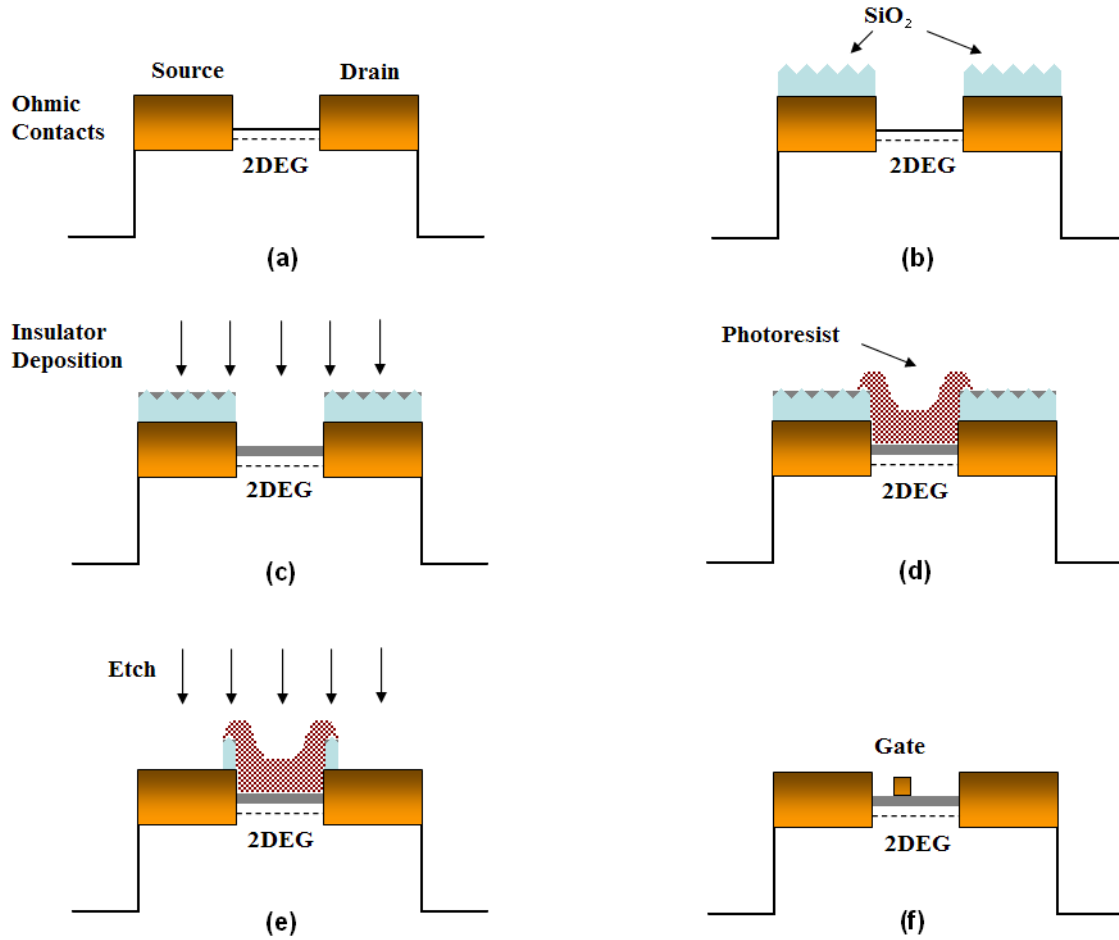 Source
Drain
Ohmic
Contacts
2DEG
(a)
SiO₂
2DEG
(b)
Insulator
Deposition
2DEG
(c)
Photoresist
2DEG
(d)
Etch
2DEG
(e)
Gate
2DEG
(f)